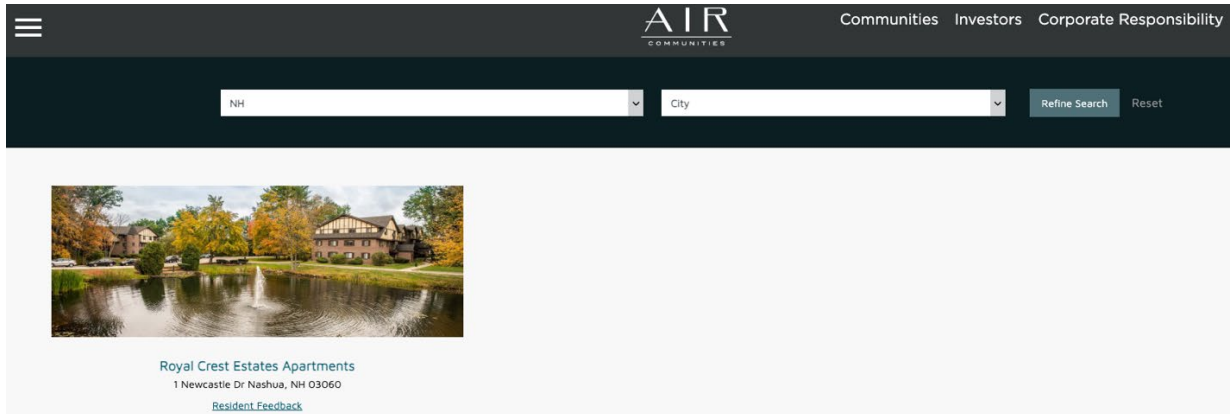 AIR
COMMUNITIES
Communities Investors Corporate Responsibility
NH
City
Refine Search
Reset
Royal Crest Estates Apartments
1 Newcastle Dr Nashua, NH 03060
Resident Feedback